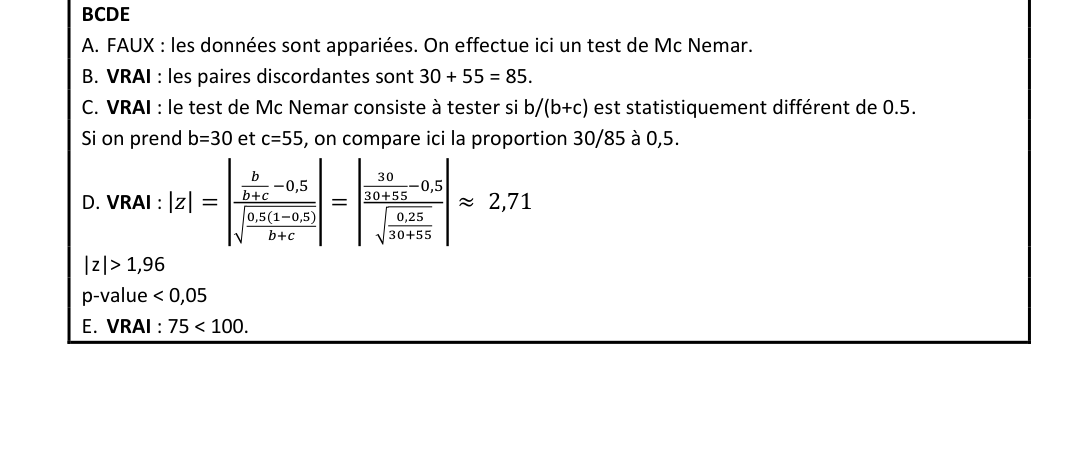 BCDE
A. FAUX : les données sont appariées. On effectue ici un test de Mc Nemar.
B. VRAI : les paires discordantes sont 30 + 55 = 85.
C. VRAI : le test de Mc Nemar consiste à tester si b/(b+c) est statistiquement différent de 0.5.
Si on prend b=30 et c=55, on compare ici la proportion 30/85 à 0,5.
D. VRAI : |z| = |(b/(b+c) −0,5)/√(0,5(1−0,5)/(b+c))| = |(30/(30+55) −0,5)/√(0,25/(30+55))| ≈ 2,71
|z|> 1,96
p-value < 0,05
E. VRAI : 75 < 100.